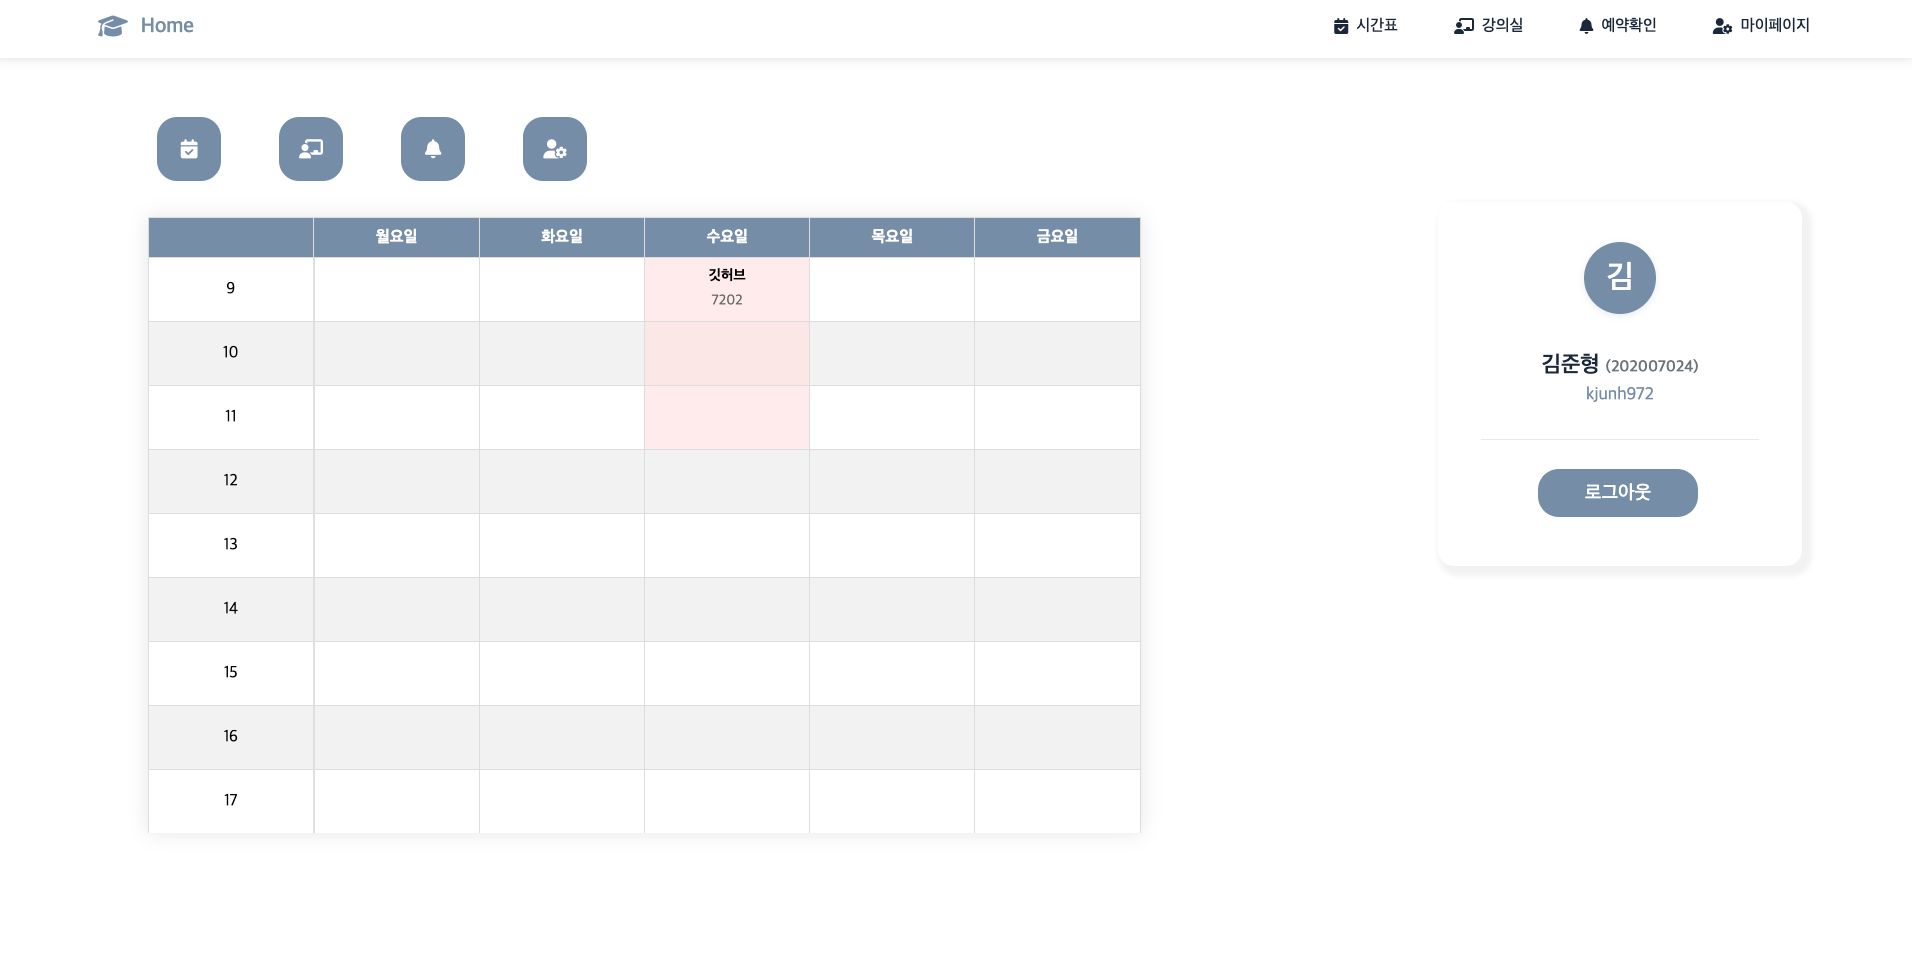 Home 시간표 강의실 예약확인 마이페이지
월요일 화요일 수요일 목요일 금요일
9 깃허브
7202
10
11
12
13
14
15
16
17
김
김준형 (202007024)
kjunh972
로그아웃